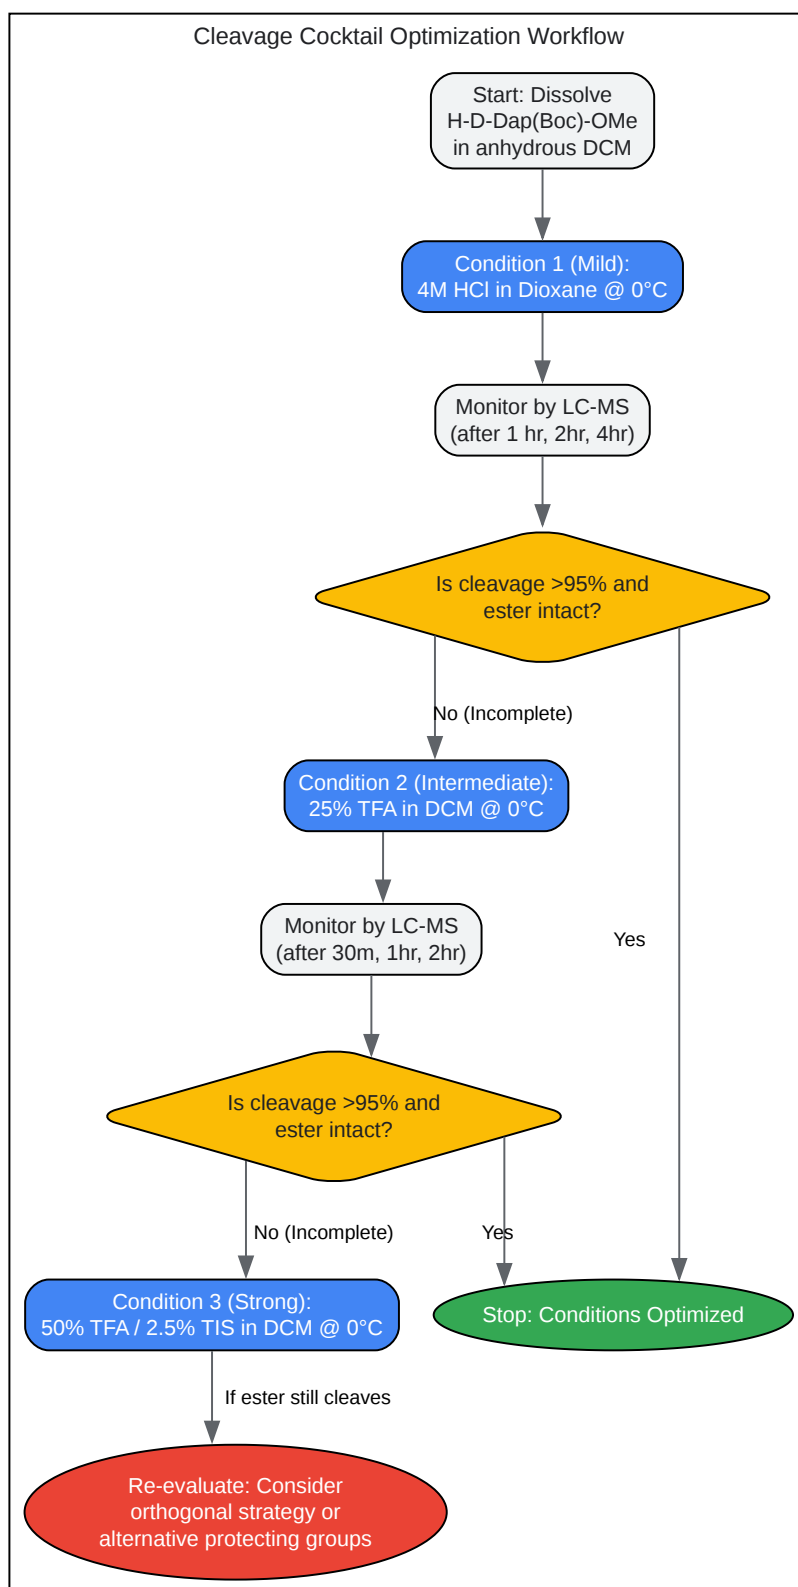 Cleavage Cocktail Optimization Workflow
Start: Dissolve
H-D-Dap(Boc)-OMe
in anhydrous DCM
Condition 1 (Mild):
4M HCl in Dioxane @ 0°C
Monitor by LC-MS
(after 1 hr, 2hr, 4hr)
Is cleavage >95% and
ester intact?
No (Incomplete)
Condition 2 (Intermediate):
25% TFA in DCM @ 0°C
Monitor by LC-MS
(after 30m, 1hr, 2hr)
Yes
Is cleavage >95% and
ester intact?
No (Incomplete)
Yes
Condition 3 (Strong):
50% TFA / 2.5% TIS in DCM @ 0°C
Stop: Conditions Optimized
If ester still cleaves
Re-evaluate: Consider
orthogonal strategy or
alternative protecting groups